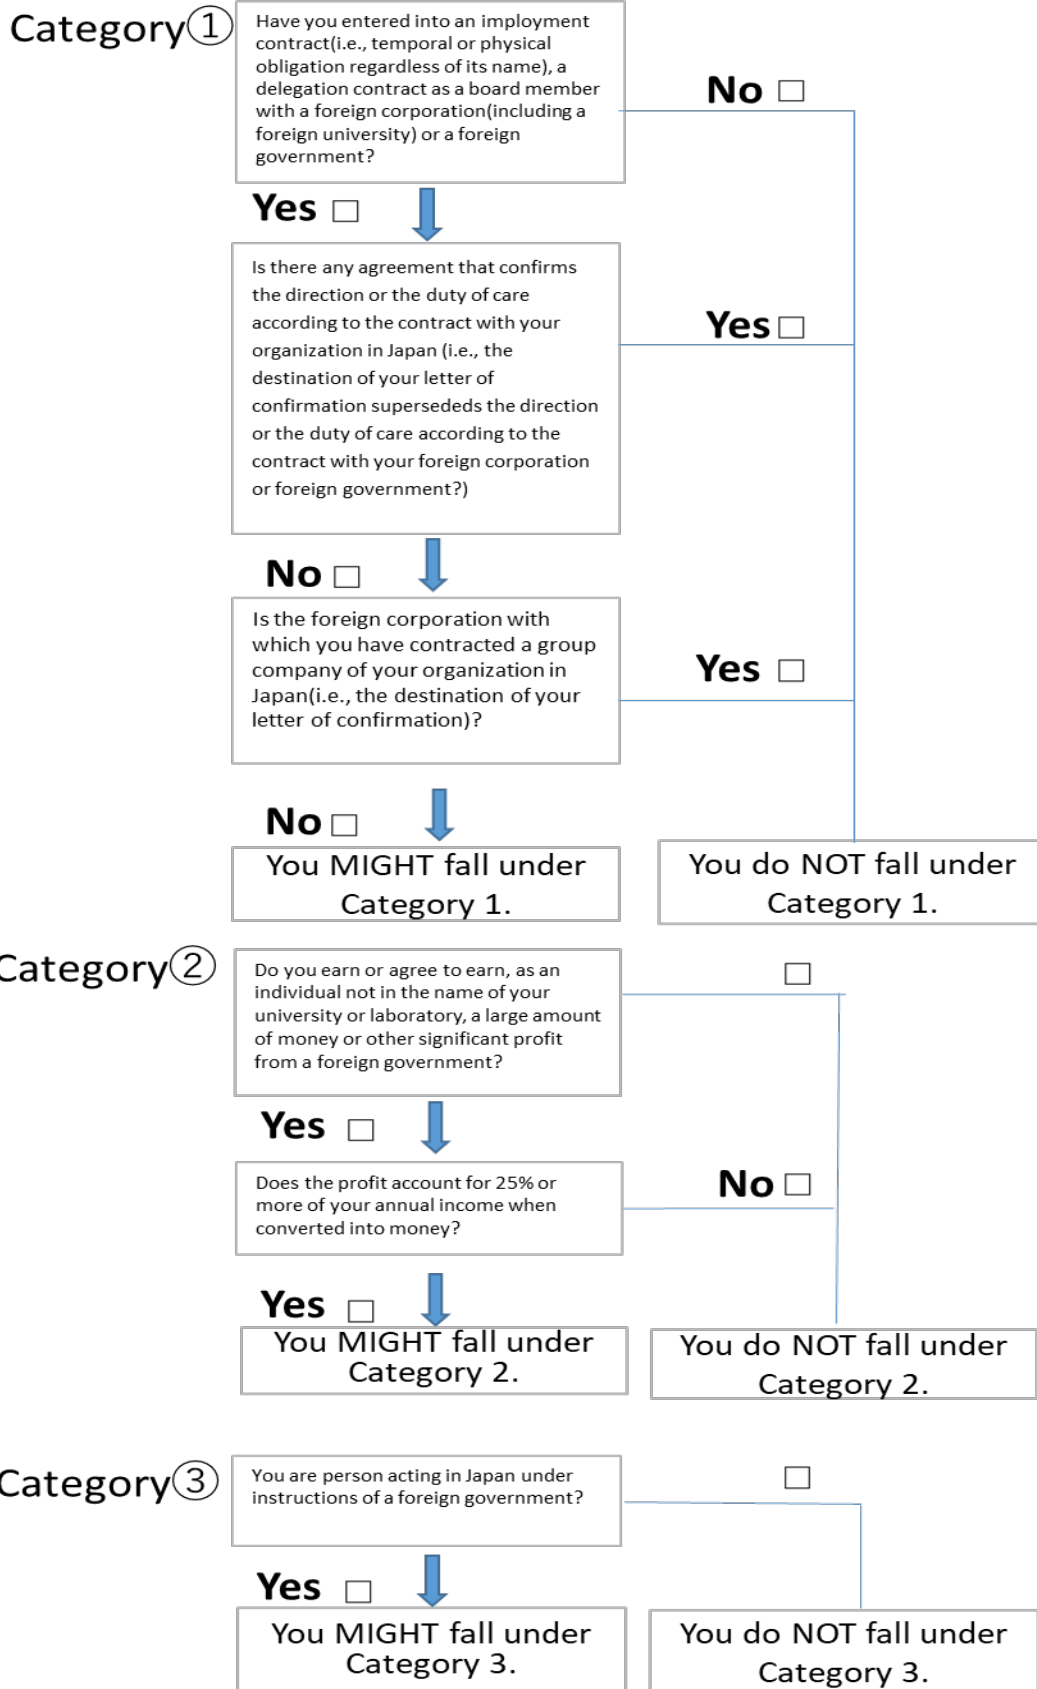 Category①
Have you entered into an imployment
contract(i.e., temporal or physical
obligation regardless of its name), a
delegation contract as a board member
with a foreign corporation(including a
foreign university) or a foreign
government?
No □
Yes □
Is there any agreement that confirms
the direction or the duty of care
according to the contract with your
organization in Japan (i.e., the
destination of your letter of
confirmation supersededs the direction
or the duty of care according to the
contract with your foreign corporation
or foreign government?)
Yes □
No □
Is the foreign corporation with
which you have contracted a group
company of your organization in
Japan(i.e., the destination of your
letter of confirmation)?
Yes □
No □
You MIGHT fall under
Category 1.
You do NOT fall under
Category 1.
Category②
Do you earn or agree to earn, as an
individual not in the name of your
university or laboratory, a large amount
of money or other significant profit
from a foreign government?
□
Yes □
Does the profit account for 25% or
more of your annual income when
converted into money?
No □
Yes □
You MIGHT fall under
Category 2.
You do NOT fall under
Category 2.
Category③
You are person acting in Japan under
instructions of a foreign government?
□
Yes □
You MIGHT fall under
Category 3.
You do NOT fall under
Category 3.